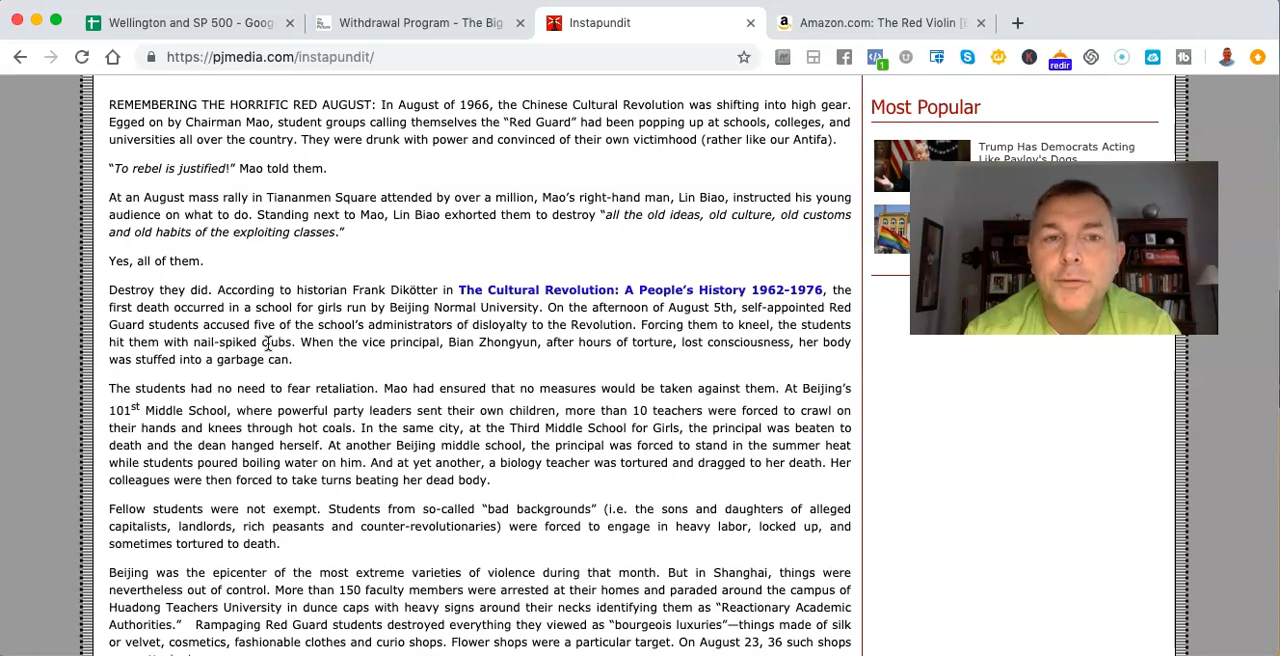 Wellington and SP 500 - Goog
Withdrawal Program - The Big
Instapundit
Amazon.com: The Red Violin [
https://pjmedia.com/instapundit/
1
redir
REMEMBERING THE HORRIFIC RED AUGUST: In August of 1966, the Chinese Cultural Revolution was shifting into high gear.
Egged on by Chairman Mao, student groups calling themselves the “Red Guard” had been popping up at schools, colleges, and
universities all over the country. They were drunk with power and convinced of their own victimhood (rather like our Antifa).
“To rebel is justified!” Mao told them.
At an August mass rally in Tiananmen Square attended by over a million, Mao’s right-hand man, Lin Biao, instructed his young
audience on what to do. Standing next to Mao, Lin Biao exhorted them to destroy “all the old ideas, old culture, old customs
and old habits of the exploiting classes.”
Yes, all of them.
Destroy they did. According to historian Frank Dikötter in The Cultural Revolution: A People’s History 1962-1976, the
first death occurred in a school for girls run by Beijing Normal University. On the afternoon of August 5th, self-appointed Red
Guard students accused five of the school’s administrators of disloyalty to the Revolution. Forcing them to kneel, the students
hit them with nail-spiked clubs. When the vice principal, Bian Zhongyun, after hours of torture, lost consciousness, her body
was stuffed into a garbage can.
The students had no need to fear retaliation. Mao had ensured that no measures would be taken against them. At Beijing’s
101st Middle School, where powerful party leaders sent their own children, more than 10 teachers were forced to crawl on
their hands and knees through hot coals. In the same city, at the Third Middle School for Girls, the principal was beaten to
death and the dean hanged herself. At another Beijing middle school, the principal was forced to stand in the summer heat
while students poured boiling water on him. And at yet another, a biology teacher was tortured and dragged to her death. Her
colleagues were then forced to take turns beating her dead body.
Fellow students were not exempt. Students from so-called “bad backgrounds” (i.e. the sons and daughters of alleged
capitalists, landlords, rich peasants and counter-revolutionaries) were forced to engage in heavy labor, locked up, and
sometimes tortured to death.
Beijing was the epicenter of the most extreme varieties of violence during that month. But in Shanghai, things were
nevertheless out of control. More than 150 faculty members were arrested at their homes and paraded around the campus of
Huadong Teachers University in dunce caps with heavy signs around their necks identifying them as “Reactionary Academic
Authorities.” Rampaging Red Guard students destroyed everything they viewed as “bourgeois luxuries”—things made of silk
or velvet, cosmetics, fashionable clothes and curio shops. Flower shops were a particular target. On August 23, 36 such shops
Most Popular
Trump Has Democrats Acting
Like Pavlov's Dogs